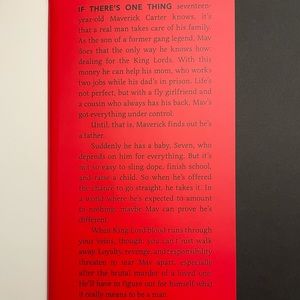 IF THERE'S ONE THING seventeen-
year-old Maverick Carter knows, it's
that a real man takes care of his family.
As the son of a former gang legend, Mav
does that the only way he knows how:
dealing for the King Lords. With this
money he can help his mom, who works
two jobs while his dad's in prison. Life's
not perfect, but with a fly girlfriend and
a cousin who always has his back, Mav's
got everything under control.
Until, that is, Maverick finds out he's
a father.
Suddenly he has a baby, Seven, who
depends on him for everything. But it's
not so easy to sling dope, finish school,
and raise a child. So when he's offered
the chance to go straight, he takes it. In
a world where he's expected to amount
to nothing, maybe Mav can prove he's
different.
When King Lord blood runs through
your veins, though, you can't just walk
away. Loyalty, revenge, and responsibility
threaten to tear Mav apart, especially
after the brutal murder of a loved one.
He'll have to figure out for himself what
it really means to be a man.